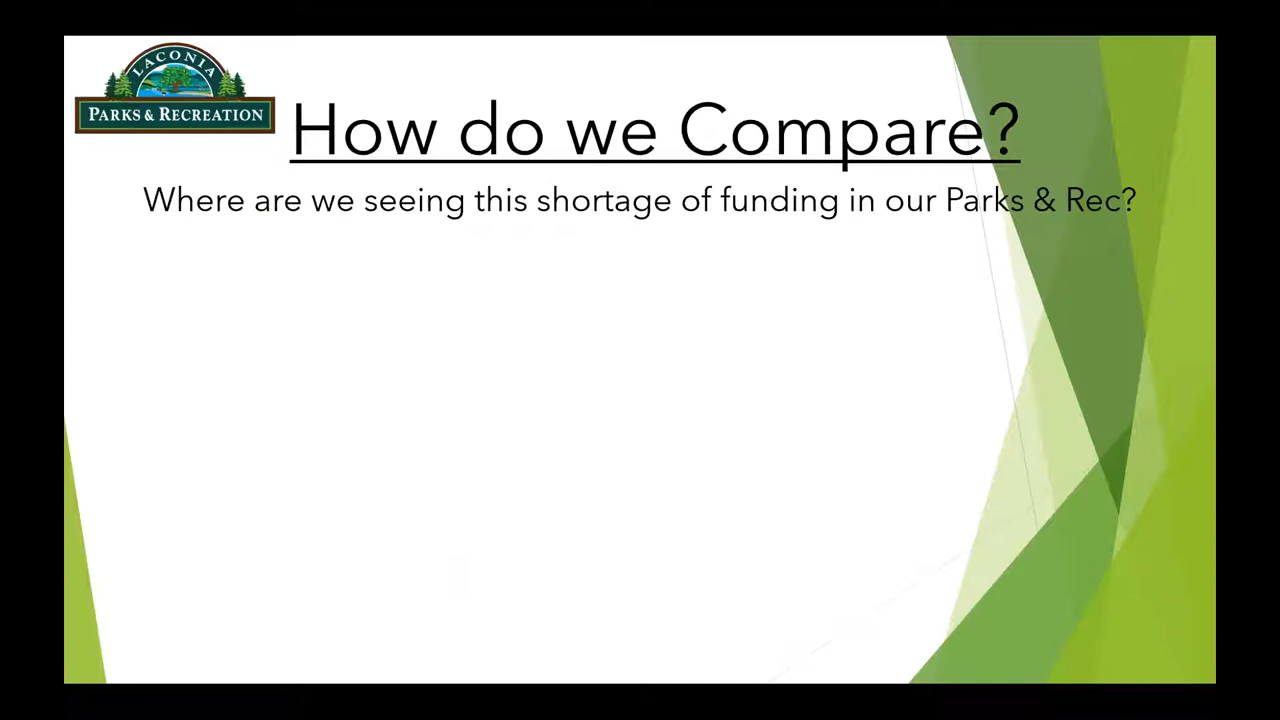 LACONIA
PARKS & RECREATION
How do we Compare?
Where are we seeing this shortage of funding in our Parks & Rec?